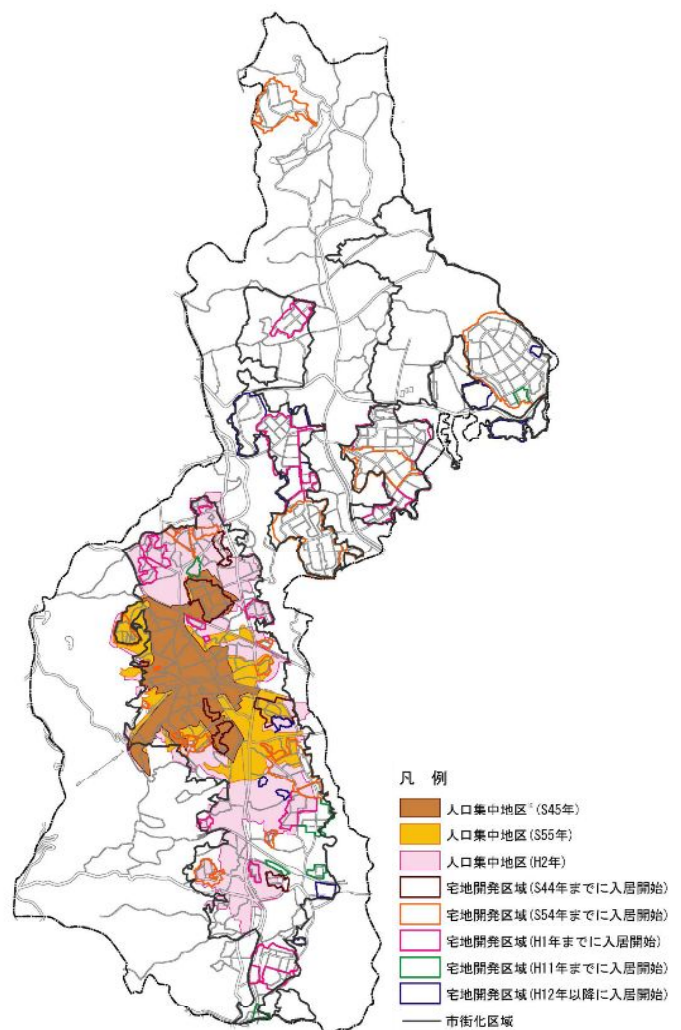 凡 例
人口集中地区※(S45年)
人口集中地区(S55年)
人口集中地区(H2年)
宅地開発区域(S44年までに入居開始)
宅地開発区域(S54年までに入居開始)
宅地開発区域(H1年までに入居開始)
宅地開発区域(H11年までに入居開始)
宅地開発区域(H12年以降に入居開始)
市街化区域